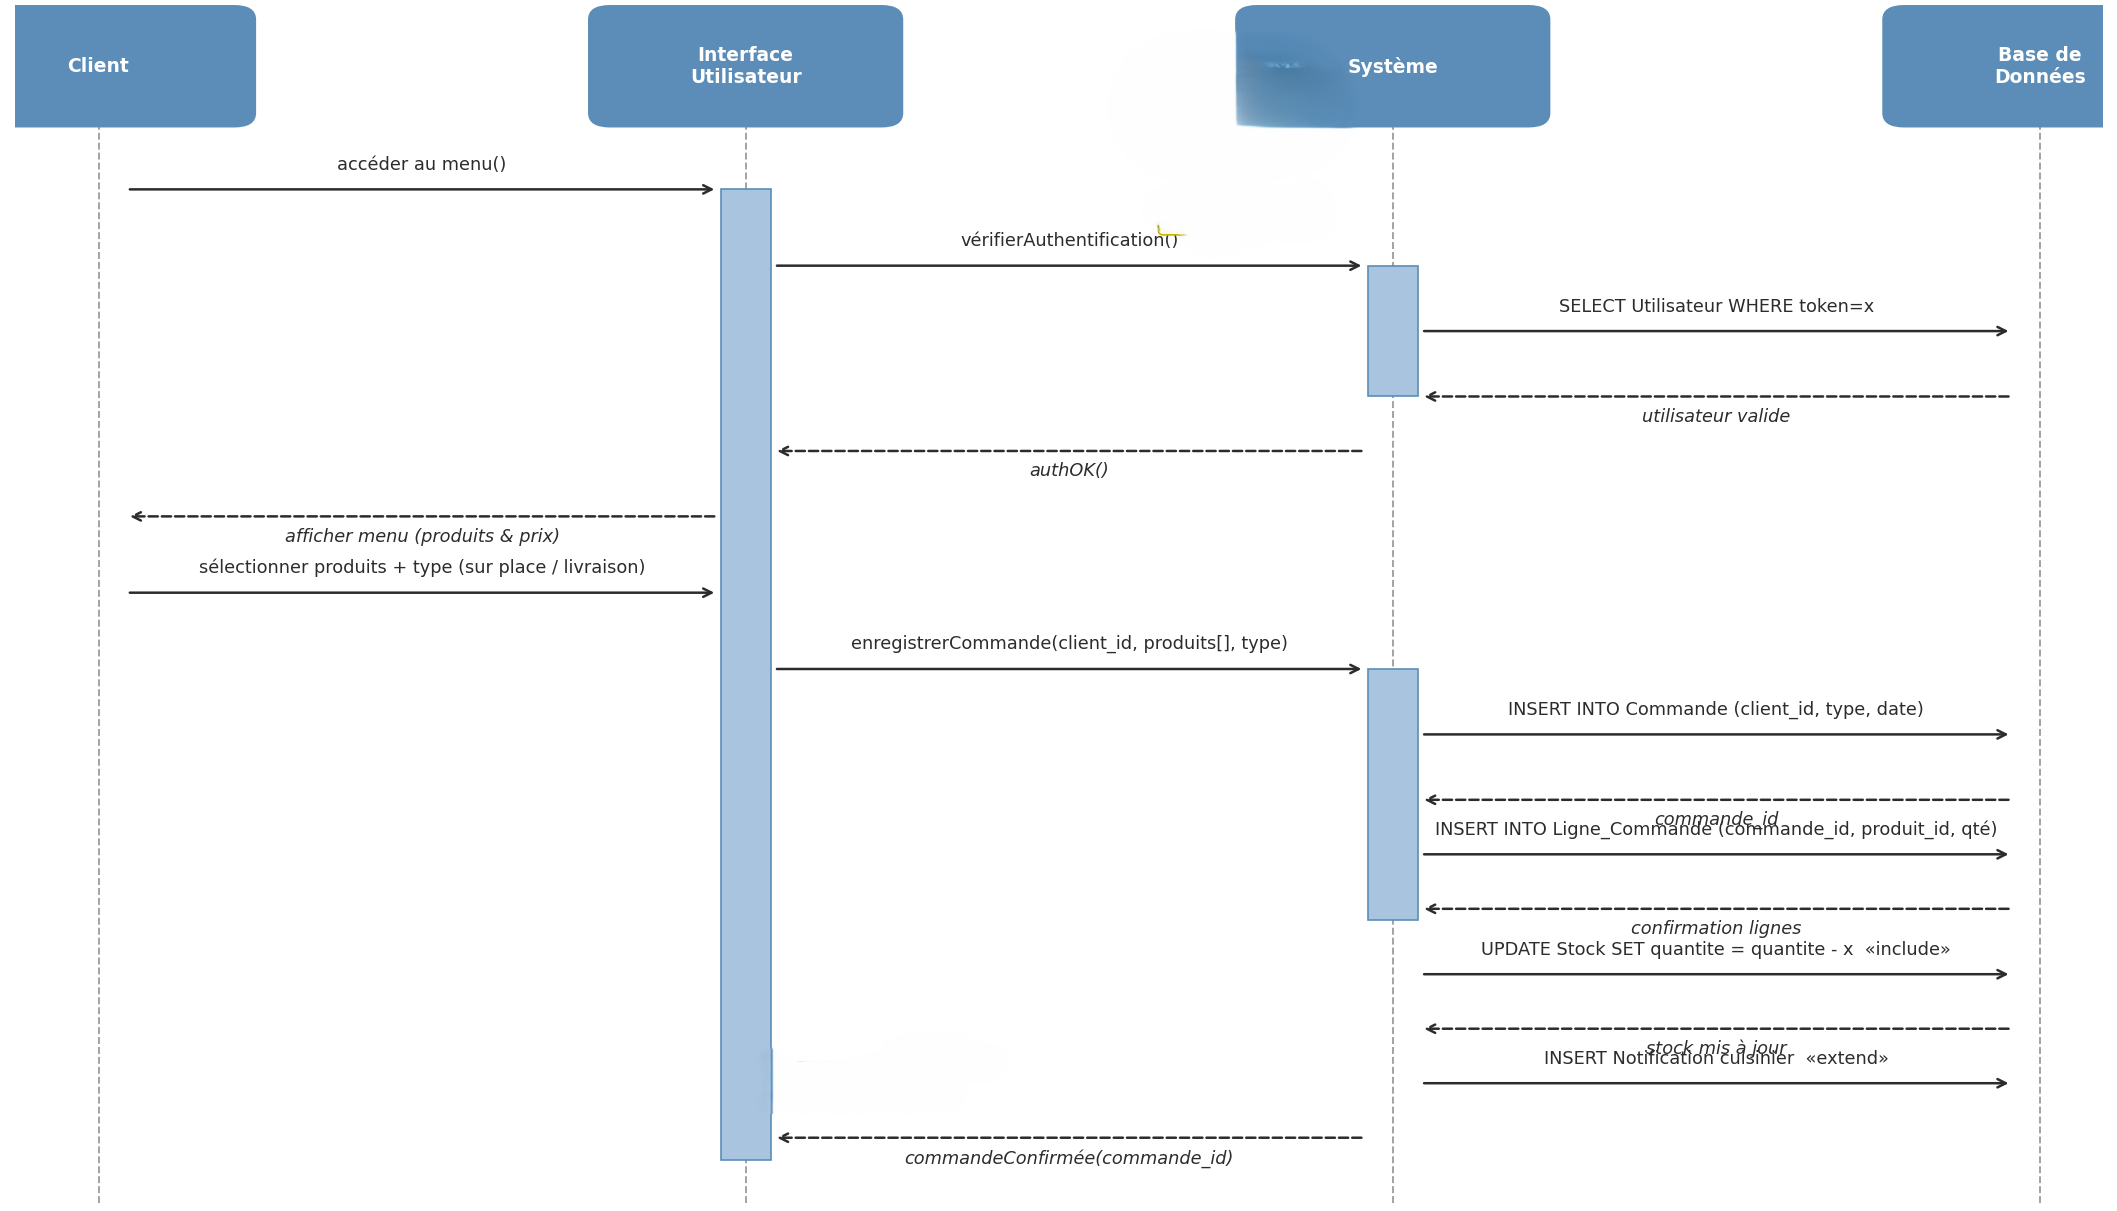 Client
Interface
Utilisateur
Système
Base de
Données
accéder au menu()
vérifierAuthentification()
SELECT Utilisateur WHERE token=x
utilisateur valide
authOK()
afficher menu (produits & prix)
sélectionner produits + type (sur place / livraison)
enregistrerCommande(client_id, produits[], type)
INSERT INTO Commande (client_id, type, date)
commande_id
INSERT INTO Ligne_Commande (commande_id, produit_id, qté)
confirmation lignes
UPDATE Stock SET quantite = quantite - x «include»
stock mis à jour
INSERT Notification cuisinier «extend»
commandeConfirmée(commande_id)